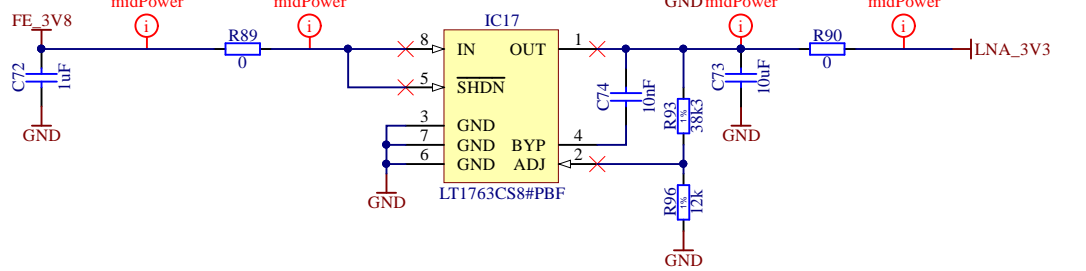 midPower
midPower
GND
midPower
midPower
FE_3V8
i
i
i
i
IC17
R89
0
8
IN
OUT
1
R90
0
LNA_3V3
C72
1uF
5
SHDN
C74
10nF
R93
1%
38k3
C73
10uF
GND
3
GND
7
GND
BYP
4
6
GND
ADJ
2
GND
GND
LT1763CS8#PBF
R96
1%
12k
GND